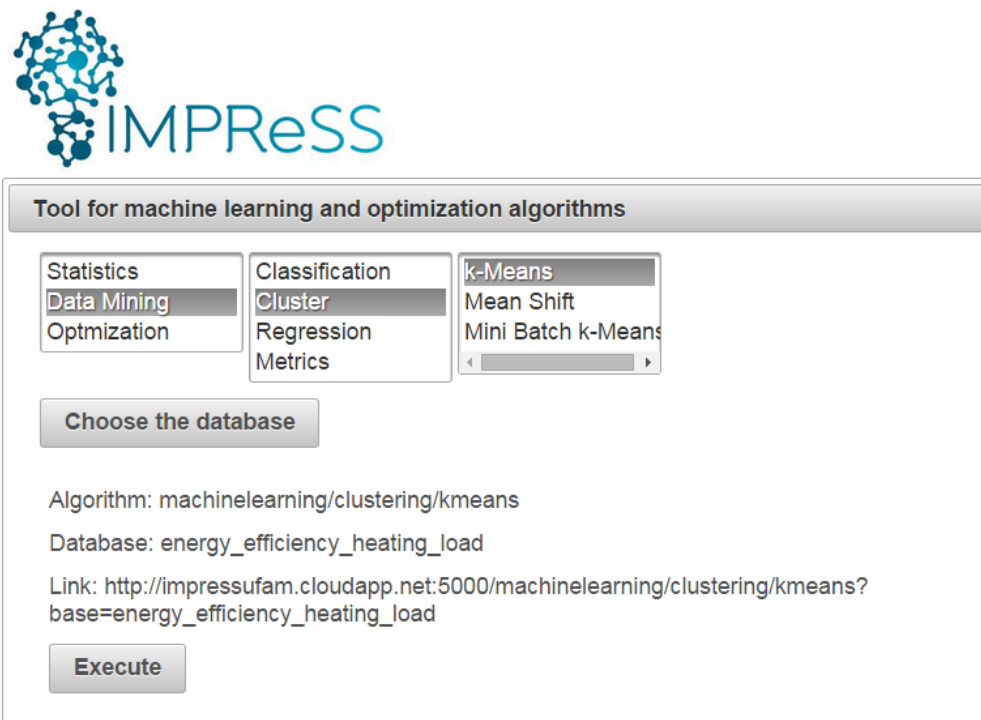 IMPReSS
Tool for machine learning and optimization algorithms
Statistics
Data Mining
Optmization
Classification
Cluster
Regression
Metrics
k-Means
Mean Shift
Mini Batch k-Means
Choose the database
Algorithm: machinelearning/clustering/kmeans
Database: energy_efficiency_heating_load
Link: http://impressufam.cloudapp.net:5000/machinelearning/clustering/kmeans?
base=energy_efficiency_heating_load
Execute